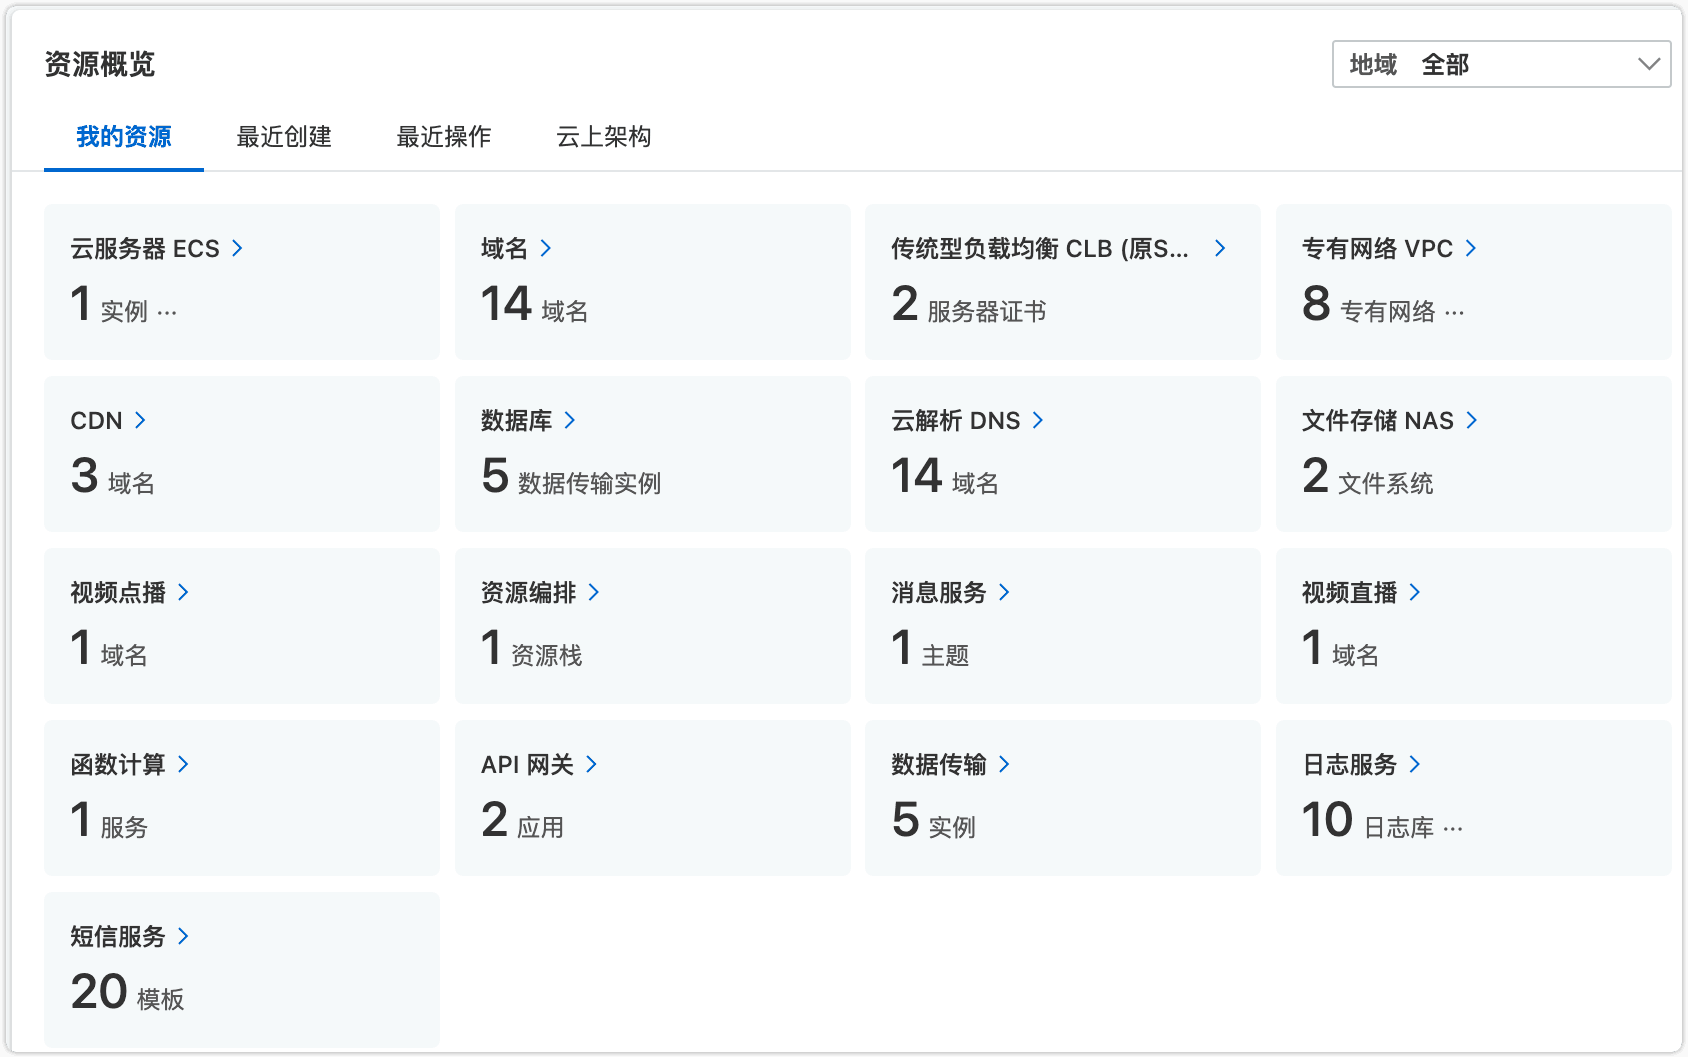 资源概览
地域 全部
我的资源 最近创建 最近操作 云上架构
云服务器 ECS
1 实例 ···
域名
14 域名
传统型负载均衡 CLB (原S...
2 服务器证书
专有网络 VPC
8 专有网络 ···
CDN
3 域名
数据库
5 数据传输实例
云解析 DNS
14 域名
文件存储 NAS
2 文件系统
视频点播
1 域名
资源编排
1 资源栈
消息服务
1 主题
视频直播
1 域名
函数计算
1 服务
API 网关
2 应用
数据传输
5 实例
日志服务
10 日志库 ···
短信服务
20 模板